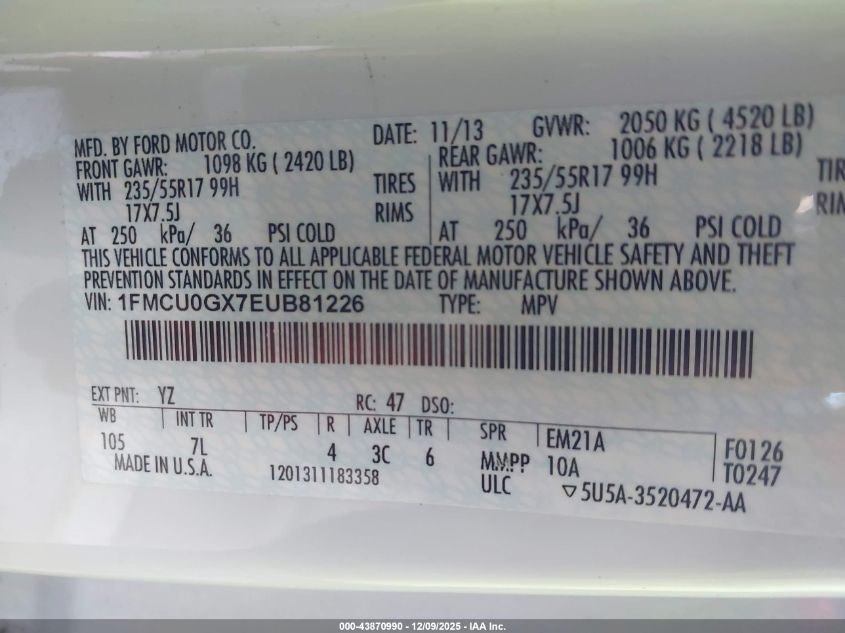 MFD. BY FORD MOTOR CO. DATE: 11/13 GVWR: 2050 KG ( 4520 LB)
FRONT GAWR: 1098 KG ( 2420 LB) REAR GAWR: 1006 KG ( 2218 LB)
WITH 235/55R17 99H TIRES WITH 235/55R17 99H TIR
17X7.5J RIMS 17X7.5J RIM
AT 250 kPa/ 36 PSI COLD AT 250 kPa/ 36 PSI COLD
THIS VEHICLE CONFORMS TO ALL APPLICABLE FEDERAL MOTOR VEHICLE SAFETY AND THEFT
PREVENTION STANDARDS IN EFFECT ON THE DATE OF MANUFACTURE SHOWN ABOVE.
VIN: 1FMCU0GX7EUB81226 TYPE: MPV
EXT PNT: YZ RC: 47 DSO:
WB INT TR TP/PS R AXLE TR SPR EM21A F0126
105 7L 4 3C 6 10A T0247
MADE IN U.S.A. 1201311183358 ULC ▽5U5A-3520472-AA
000-43870990 - 12/09/2025 - IAA Inc.